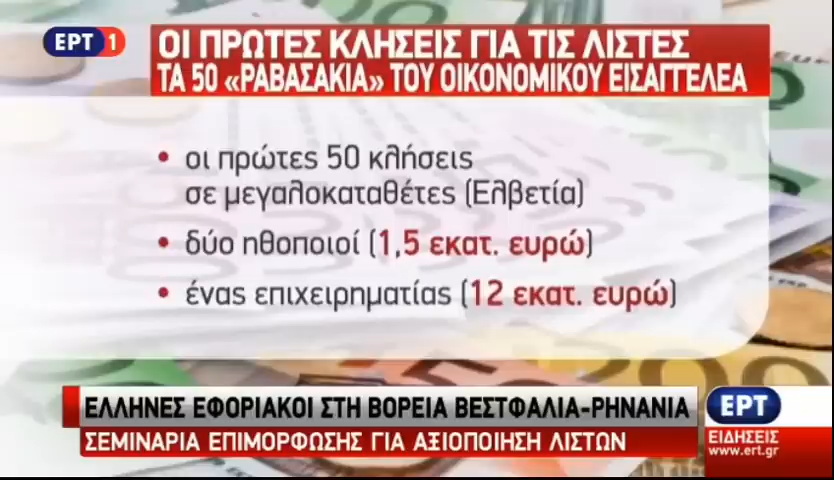 ΕΡΤ 1
ΟΙ ΠΡΩΤΕΣ ΚΛΗΣΕΙΣ ΓΙΑ ΤΙΣ ΛΙΣΤΕΣ
ΤΑ 50 «ΡΑΒΑΣΑΚΙΑ» ΤΟΥ ΟΙΚΟΝΟΜΙΚΟΥ ΕΙΣΑΓΓΕΛΕΑ
• οι πρώτες 50 κλήσεις
σε μεγαλοκαταθέτες (Ελβετία)
• δύο ηθοποιοί (1,5 εκατ. ευρώ)
• ένας επιχειρηματίας (12 εκατ. ευρώ)
ΕΛΛΗΝΕΣ ΕΦΟΡΙΑΚΟΙ ΣΤΗ ΒΟΡΕΙΑ ΒΕΣΤΦΑΛΙΑ-ΡΗΝΑΝΙΑ
ΣΕΜΙΝΑΡΙΑ ΕΠΙΜΟΡΦΩΣΗΣ ΓΙΑ ΑΞΙΟΠΟΙΗΣΗ ΛΙΣΤΩΝ
ΕΡΤ
ΕΙΔΗΣΕΙΣ
www.ert.gr